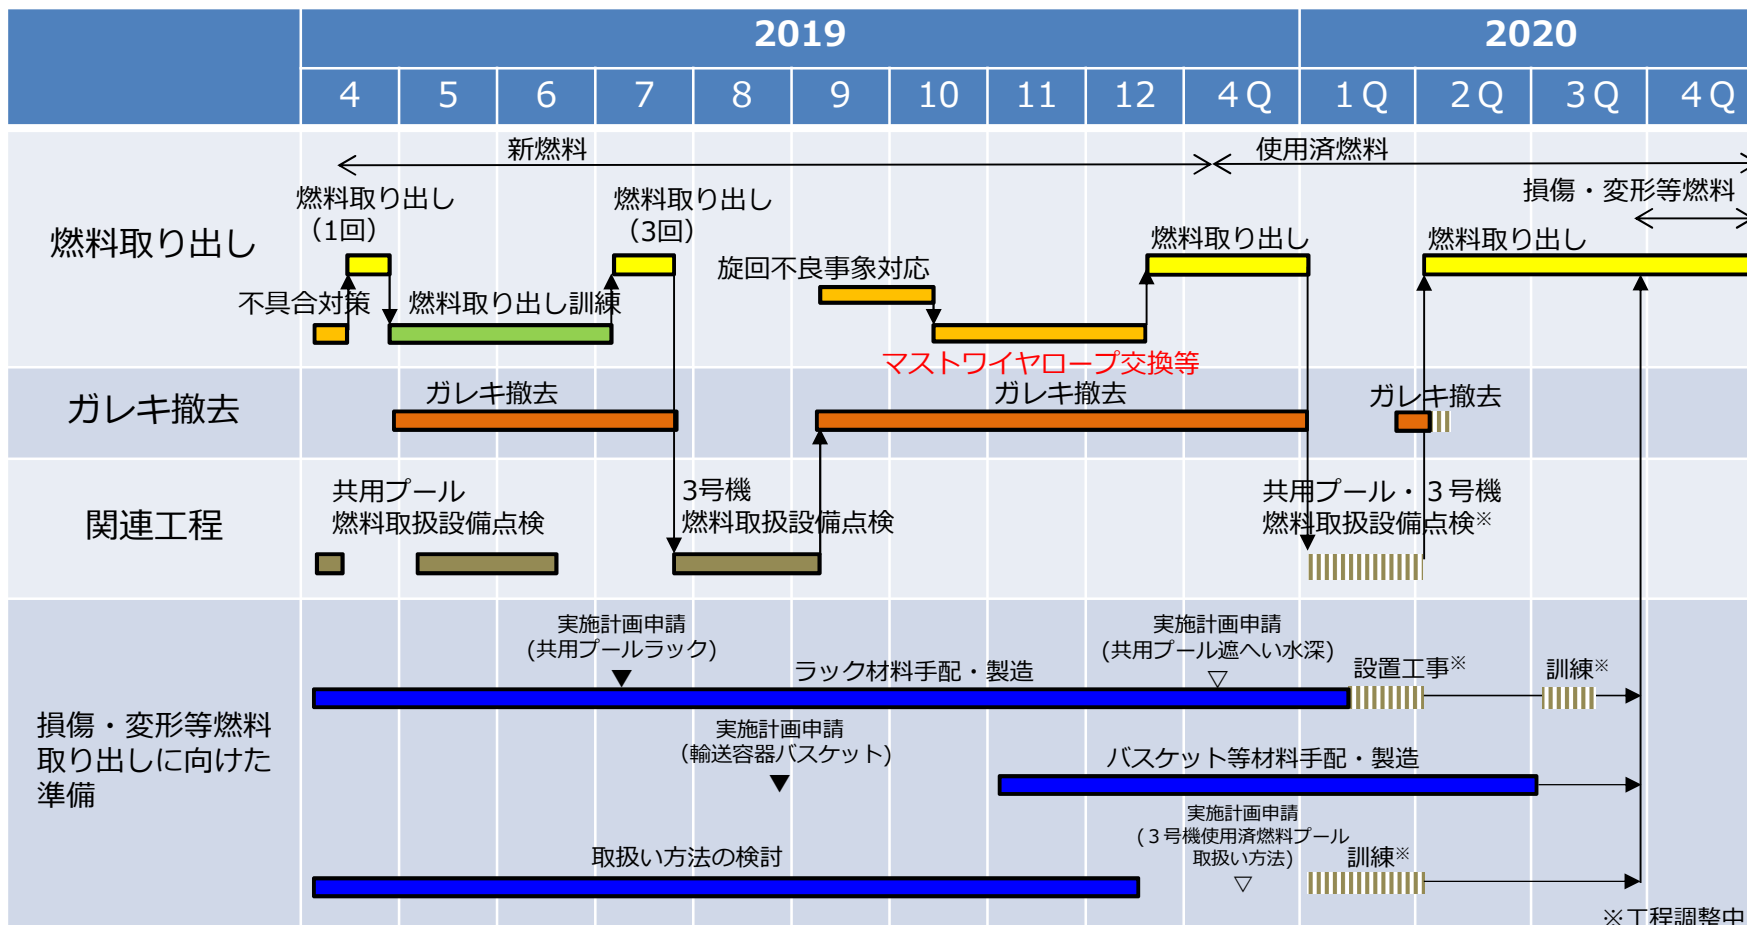 2019
2020
4
5
6
7
8
9
10
11
12
４Q
１Q
２Q
３Q
４Q
新燃料
使用済燃料
損傷・変形等燃料
燃料取り出し
燃料取り出し
（1回）
燃料取り出し
（3回）
燃料取り出し
燃料取り出し
旋回不良事象対応
不具合対策
燃料取り出し訓練
マストワイヤロープ交換等
ガレキ撤去
ガレキ撤去
ガレキ撤去
ガレキ撤去
関連工程
共用プール
燃料取扱設備点検
3号機
燃料取扱設備点検
共用プール・３号機
燃料取扱設備点検※
損傷・変形等燃料
取り出しに向けた
準備
実施計画申請
(共用プールラック)
ラック材料手配・製造
実施計画申請
(共用プール遮へい水深)
設置工事※
訓練※
実施計画申請
(輸送容器バスケット)
バスケット等材料手配・製造
取扱い方法の検討
実施計画申請
(３号機使用済燃料プール
取扱い方法)
訓練※
※工程調整中